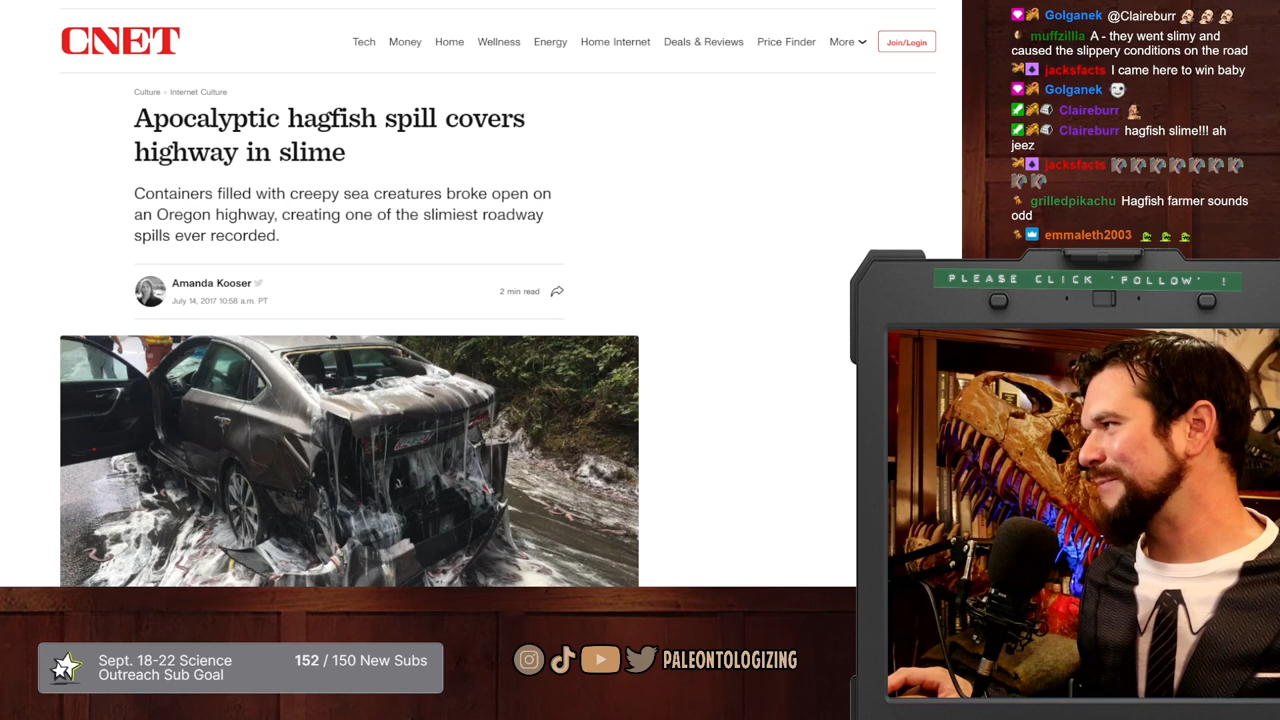 CNET
Tech Money Home Wellness Energy Home Internet Deals & Reviews Price Finder More Join/Login
Culture Internet Culture
Apocalyptic hagfish spill covers
highway in slime
Containers filled with creepy sea creatures broke open on
an Oregon highway, creating one of the slimiest roadway
spills ever recorded.
Amanda Kooser
July 14, 2017 10:58 a.m. PT
2 min read
Golganek @Claireburr
muffzillla A - they went slimy and
caused the slippery conditions on the road
jacksfacts I came here to win baby
Golganek
Claireburr
Claireburr hagfish slime!!! ah
jeez
jacksfacts
grilledpikachu Hagfish farmer sounds
odd
emmaleth2003
PLEASE CLICK "FOLLOW" !
Sept. 18-22 Science
Outreach Sub Goal
152 / 150 New Subs
PALEONTOLOGIZING